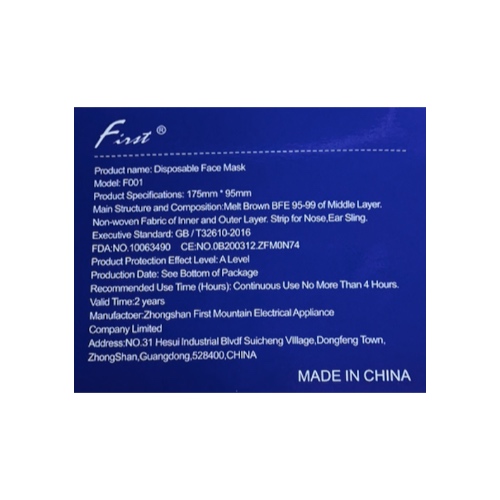 First ®
Product name: Disposable Face Mask
Model: F001
Product Specifications: 175mm * 95mm
Main Structure and Composition:Melt Brown BFE 95-99 of Middle Layer.
Non-woven Fabric of Inner and Outer Layer. Strip for Nose,Ear Sling.
Executive Standard: GB / T32610-2016
FDA:NO.10063490 CE:NO.0B200312.ZFM0N74
Product Protection Effect Level: A Level
Production Date: See Bottom of Package
Recommended Use Time (Hours): Continuous Use No More Than 4 Hours.
Valid Time:2 years
Manufactoer:Zhongshan First Mountain Electrical Appliance
Company Limited
Address:NO.31 Hesui Industrial Blvdf Suicheng Village,Dongfeng Town,
ZhongShan,Guangdong,528400,CHINA
MADE IN CHINA